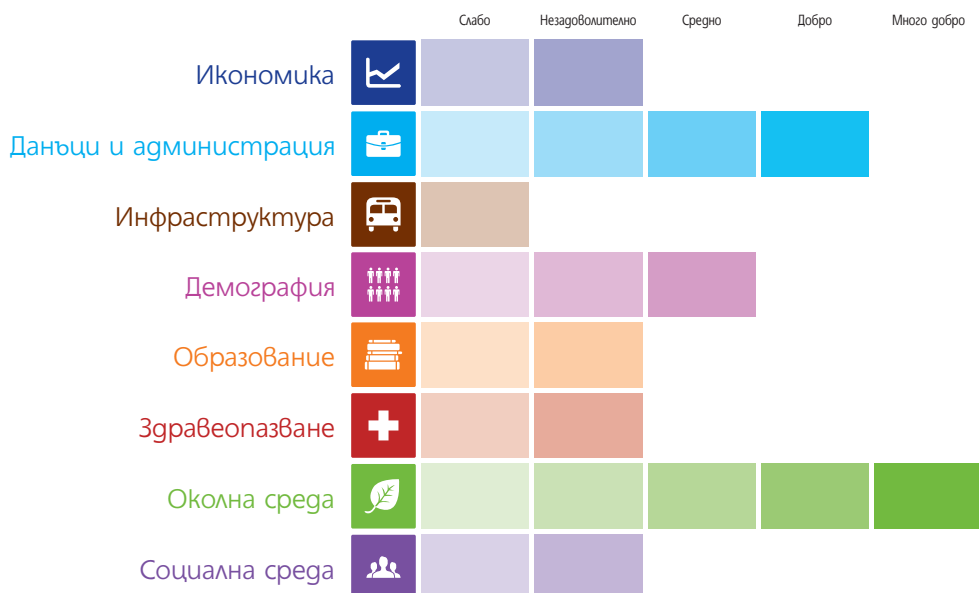 Слабо Незадоволително Средно Добро Много добро
Икономика
Данъци и администрация
Инфраструктура
Демография
Образование
Здравеопазване
Околна среда
Социална среда